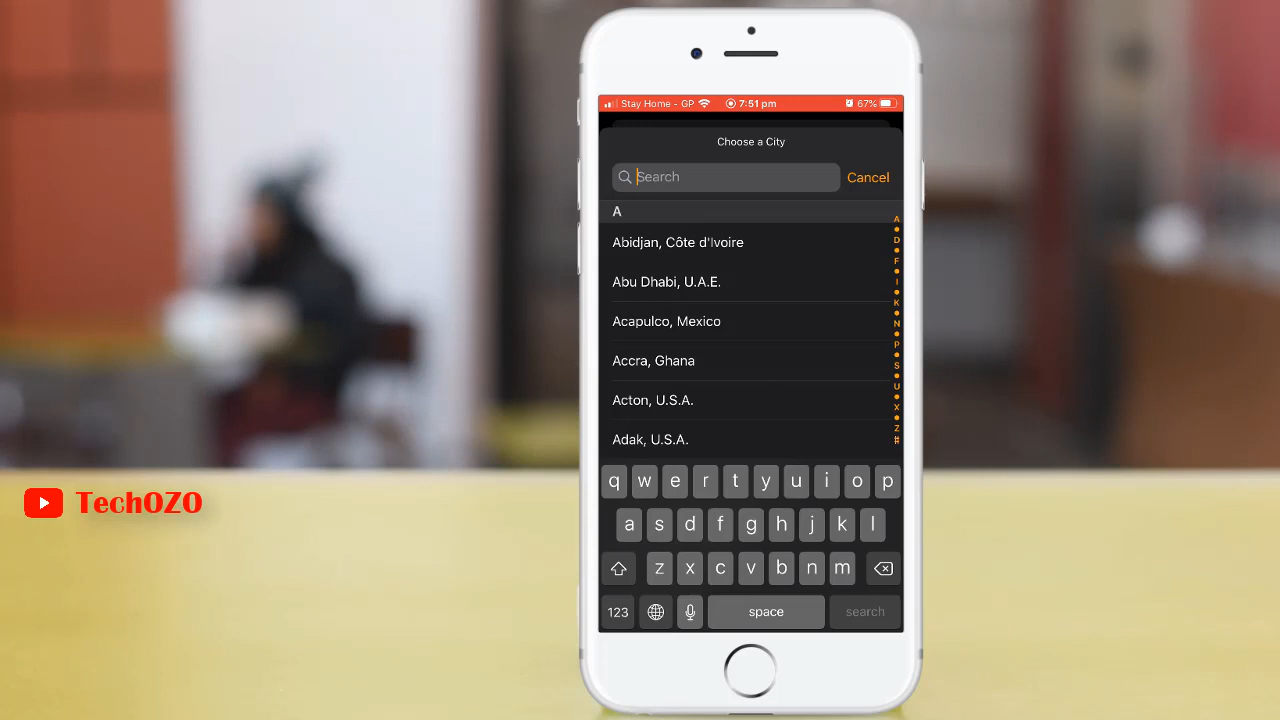 Stay Home - GP 7:51 pm 67%
Choose a City
Search Cancel
A
Abidjan, Côte d'Ivoire
Abu Dhabi, U.A.E.
Acapulco, Mexico
Accra, Ghana
Acton, U.S.A.
Adak, U.S.A.
A
D
F
I
K
N
P
S
U
X
Z
#
q w e r t y u i o p
a s d f g h j k l
z x c v b n m
123 space search
TechOZO